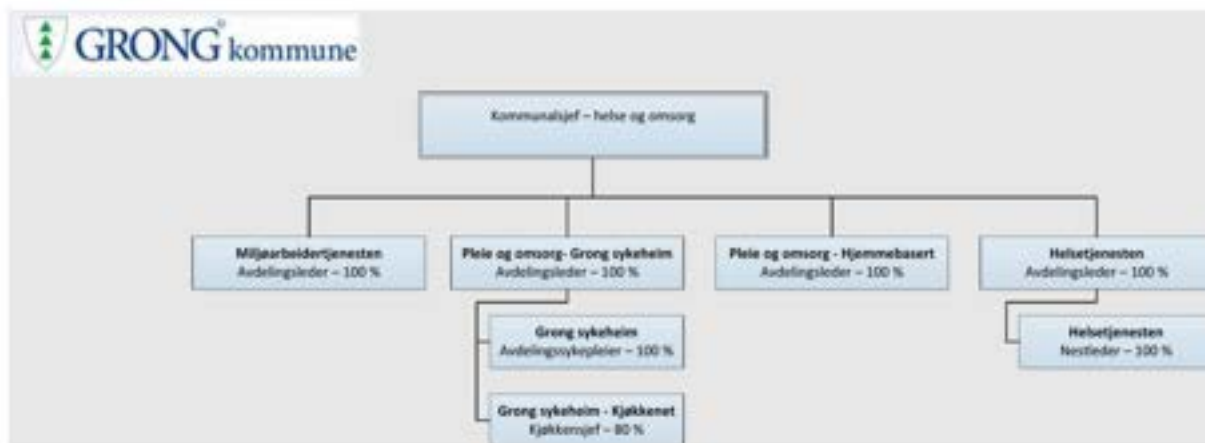 GRONG kommune
Kommunalsjef – helse og omsorg
Miljøarbeidertjenesten
Avdelingsleder – 100 %
Pleie og omsorg- Grong sykeheim
Avdelingsleder – 100 %
Pleie og omsorg - Hjemmebasert
Avdelingsleder – 100 %
Helsetjenesten
Avdelingsleder – 100 %
Grong sykeheim
Avdelingssykepleier – 100 %
Helsetjenesten
Nestleder – 100 %
Grong sykeheim - Kjøkkenet
Kjøkkensjef – 80 %